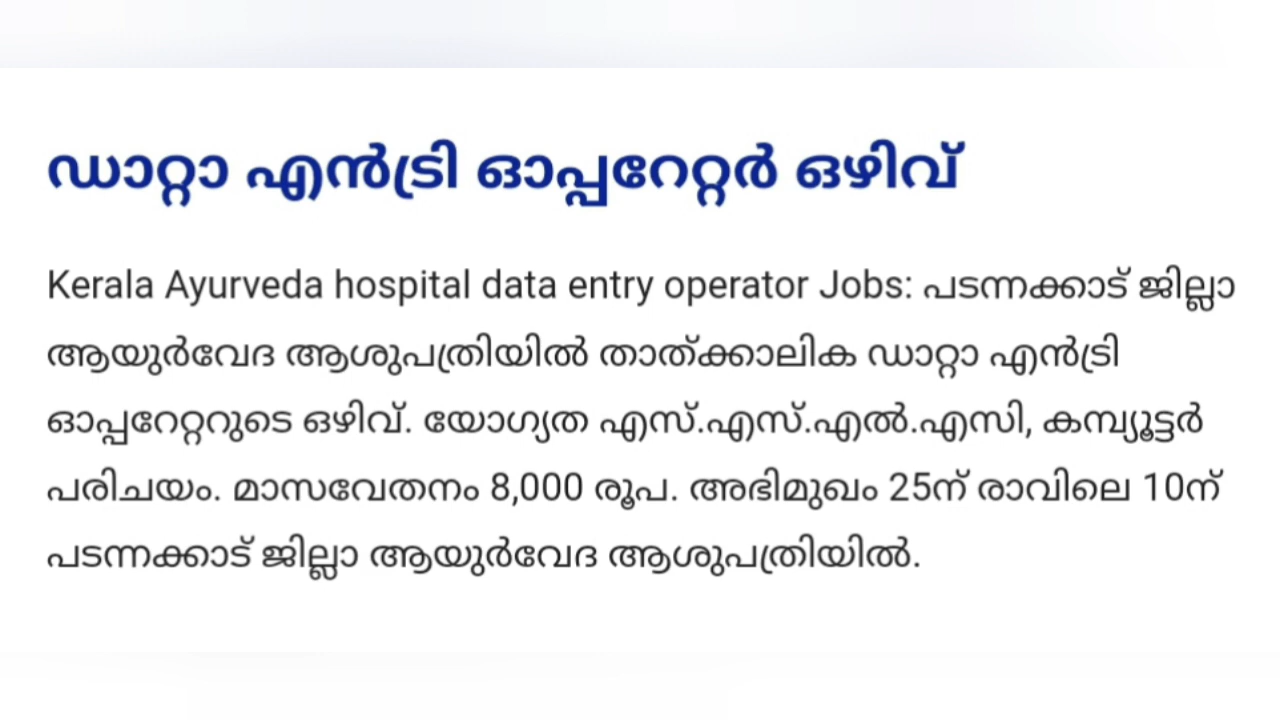 ഡാറ്റാ എൻട്രി ഓപ്പറേറ്റർ ഒഴിവ്
Kerala Ayurveda hospital data entry operator Jobs: പടന്നക്കാട് ജില്ലാ
ആയുർവേദ ആശുപത്രിയിൽ താത്ക്കാലിക ഡാറ്റാ എൻട്രി
ഓപ്പറേറ്ററുടെ ഒഴിവ്. യോഗ്യത എസ്.എസ്.എൽ.എസി, കമ്പ്യൂട്ടർ
പരിചയം. മാസവേതനം 8,000 രൂപ. അഭിമുഖം 25ന് രാവിലെ 10ന്
പടന്നക്കാട് ജില്ലാ ആയുർവേദ ആശുപത്രിയിൽ.